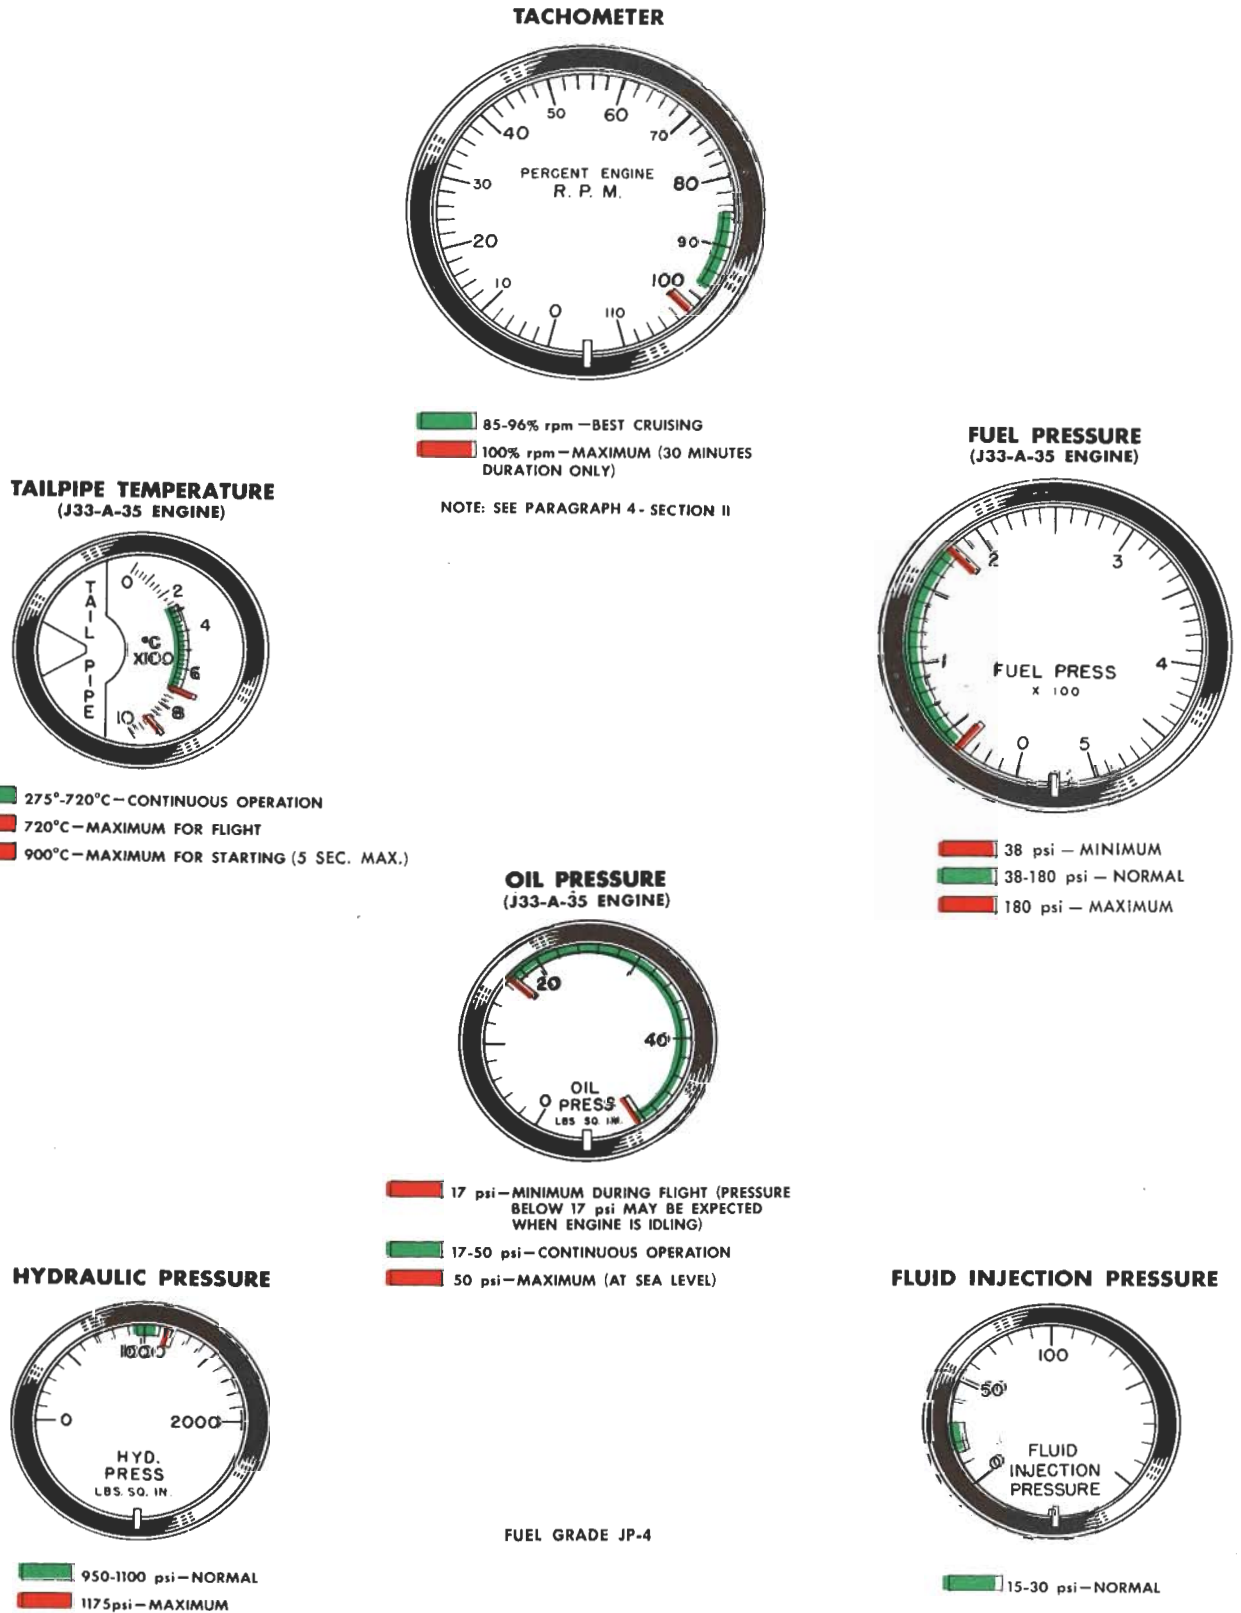 TACHOMETER
50
60
40
70
PERCENT ENGINE
R. P. M.
30
80
20
90
10
100
0
110
85-96% rpm—BEST CRUISING
100% rpm—MAXIMUM (30 MINUTES
DURATION ONLY)
NOTE: SEE PARAGRAPH 4- SECTION II
TAILPIPE TEMPERATURE
(J33-A-35 ENGINE)
TAIL PIPE
0
2
4
°C
X100
6
8
10
275°-720°C—CONTINUOUS OPERATION
720°C—MAXIMUM FOR FLIGHT
900°C—MAXIMUM FOR STARTING (5 SEC. MAX.)
FUEL PRESSURE
(J33-A-35 ENGINE)
2
3
1
4
FUEL PRESS
X 100
0
5
38 psi — MINIMUM
38-180 psi — NORMAL
180 psi — MAXIMUM
OIL PRESSURE
(J33-A-35 ENGINE)
20
40
0
OIL
PRESS
LBS SQ. IN.
17 psi—MINIMUM DURING FLIGHT (PRESSURE
BELOW 17 psi MAY BE EXPECTED
WHEN ENGINE IS IDLING)
17-50 psi—CONTINUOUS OPERATION
50 psi—MAXIMUM (AT SEA LEVEL)
HYDRAULIC PRESSURE
1000
0
2000
HYD.
PRESS
LBS. SQ. IN.
950-1100 psi—NORMAL
1175psi—MAXIMUM
FUEL GRADE JP-4
FLUID INJECTION PRESSURE
100
50
0
FLUID
INJECTION
PRESSURE
15-30 psi—NORMAL